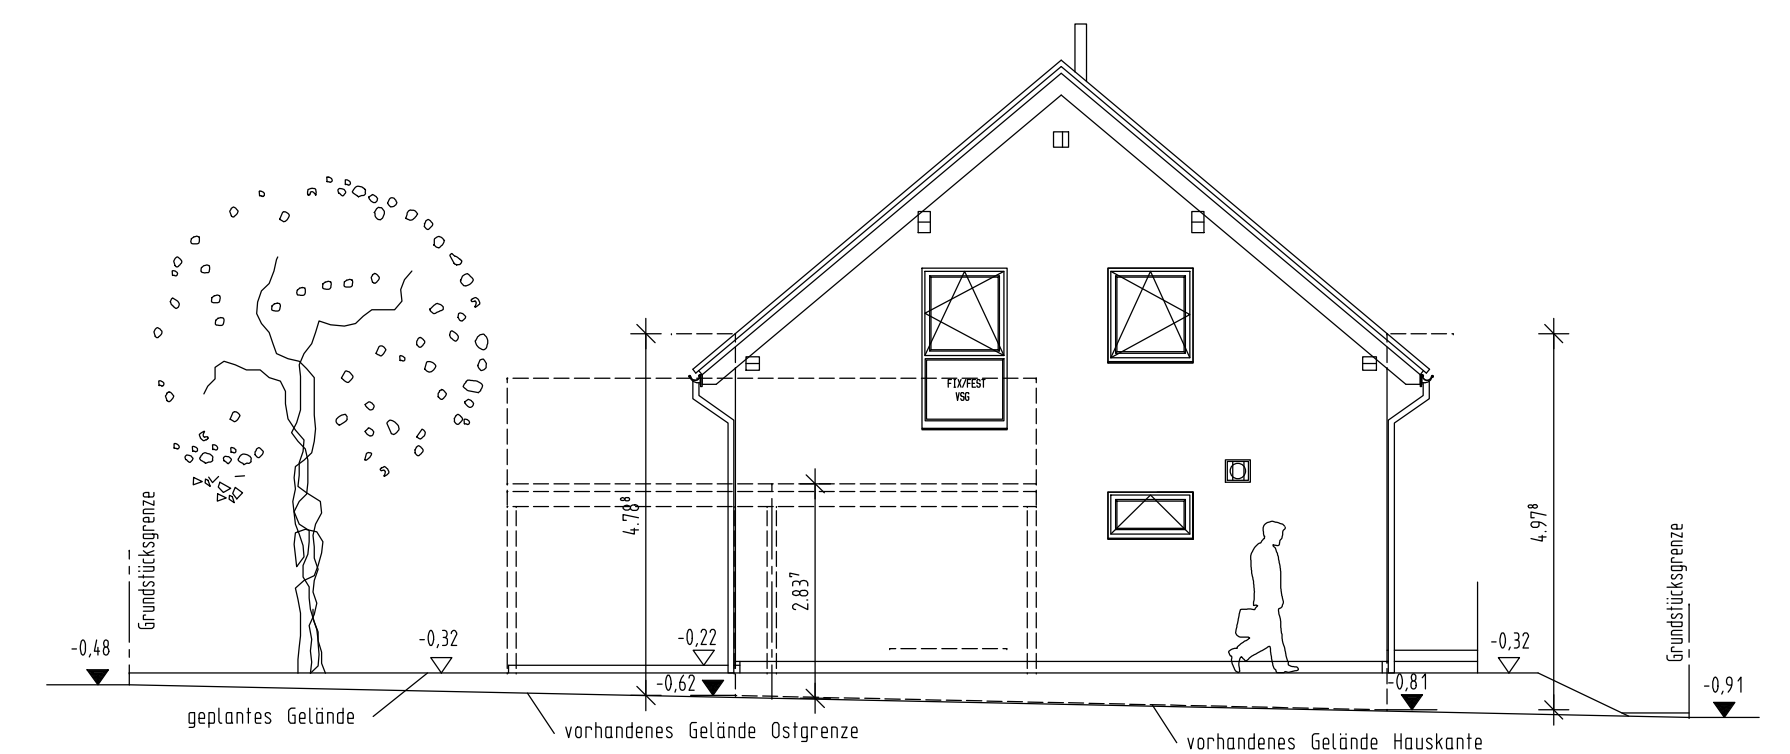 FIX/FEST
VSG
Grundstücksgrenze
4.78⁸
2.83⁷
4.97⁸
Grundstücksgrenze
-0,48
-0,32
-0,22
-0,32
-0,62
-0,81
-0,91
geplantes Gelände
vorhandenes Gelände Ostgrenze
vorhandenes Gelände Hauskante